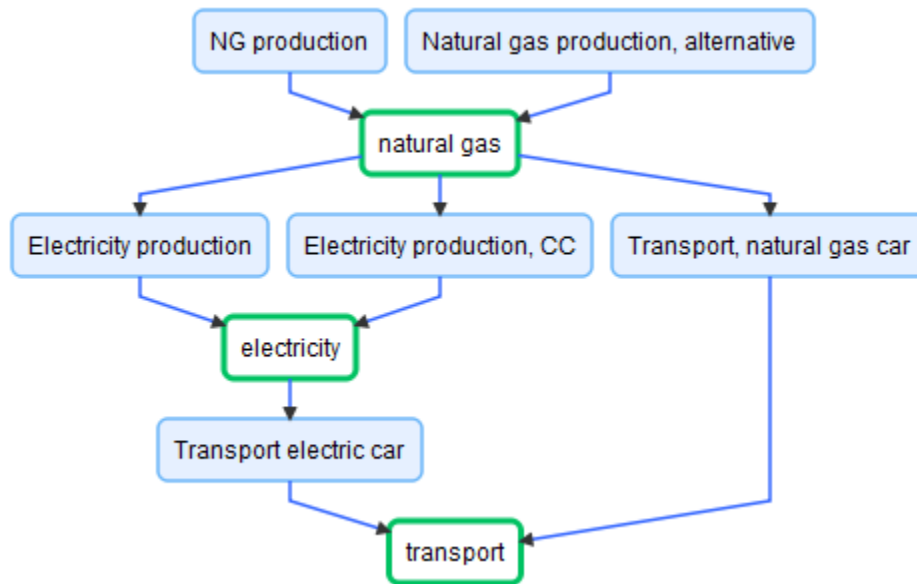 NG production
Natural gas production, alternative
natural gas
Electricity production
Electricity production, CC
Transport, natural gas car
electricity
Transport electric car
transport